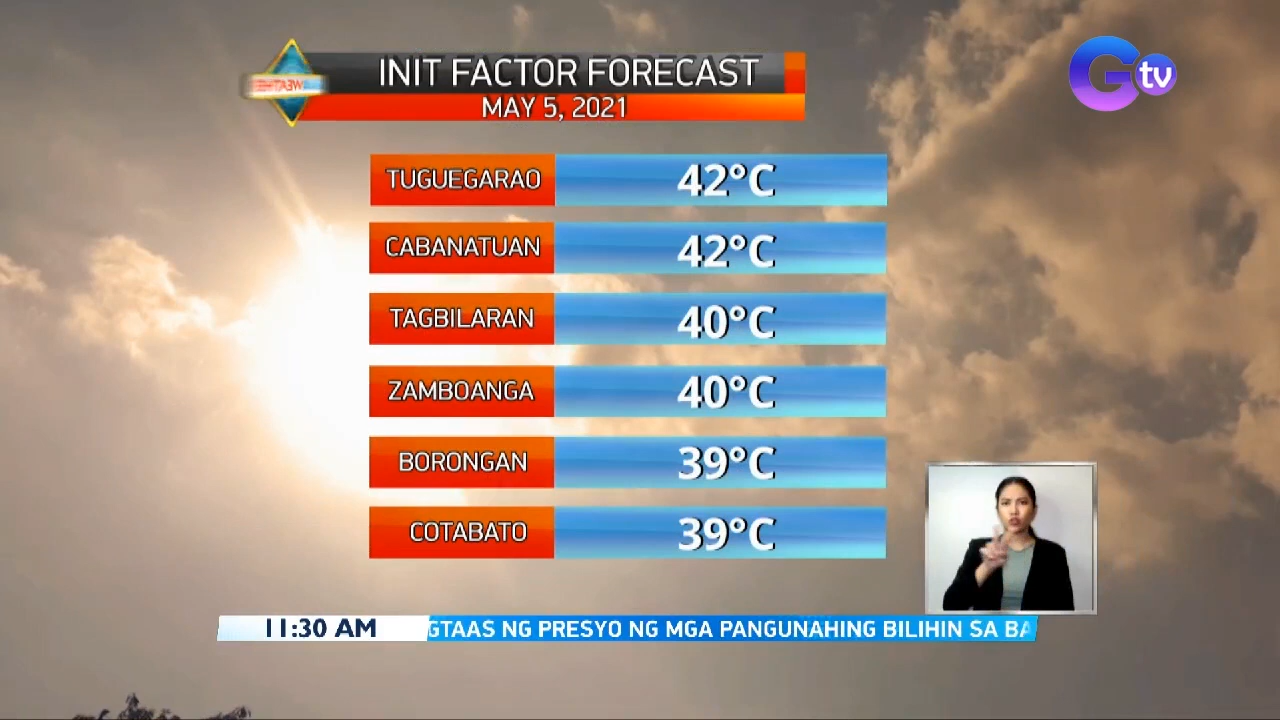 INIT FACTOR FORECAST
MAY 5, 2021
Gtv
TUGUEGARAO 42°C
CABANATUAN 42°C
TAGBILARAN 40°C
ZAMBOANGA 40°C
BORONGAN 39°C
COTABATO 39°C
11:30 AM GTAAS NG PRESYO NG MGA PANGUNAHING BILIHIN SA BA